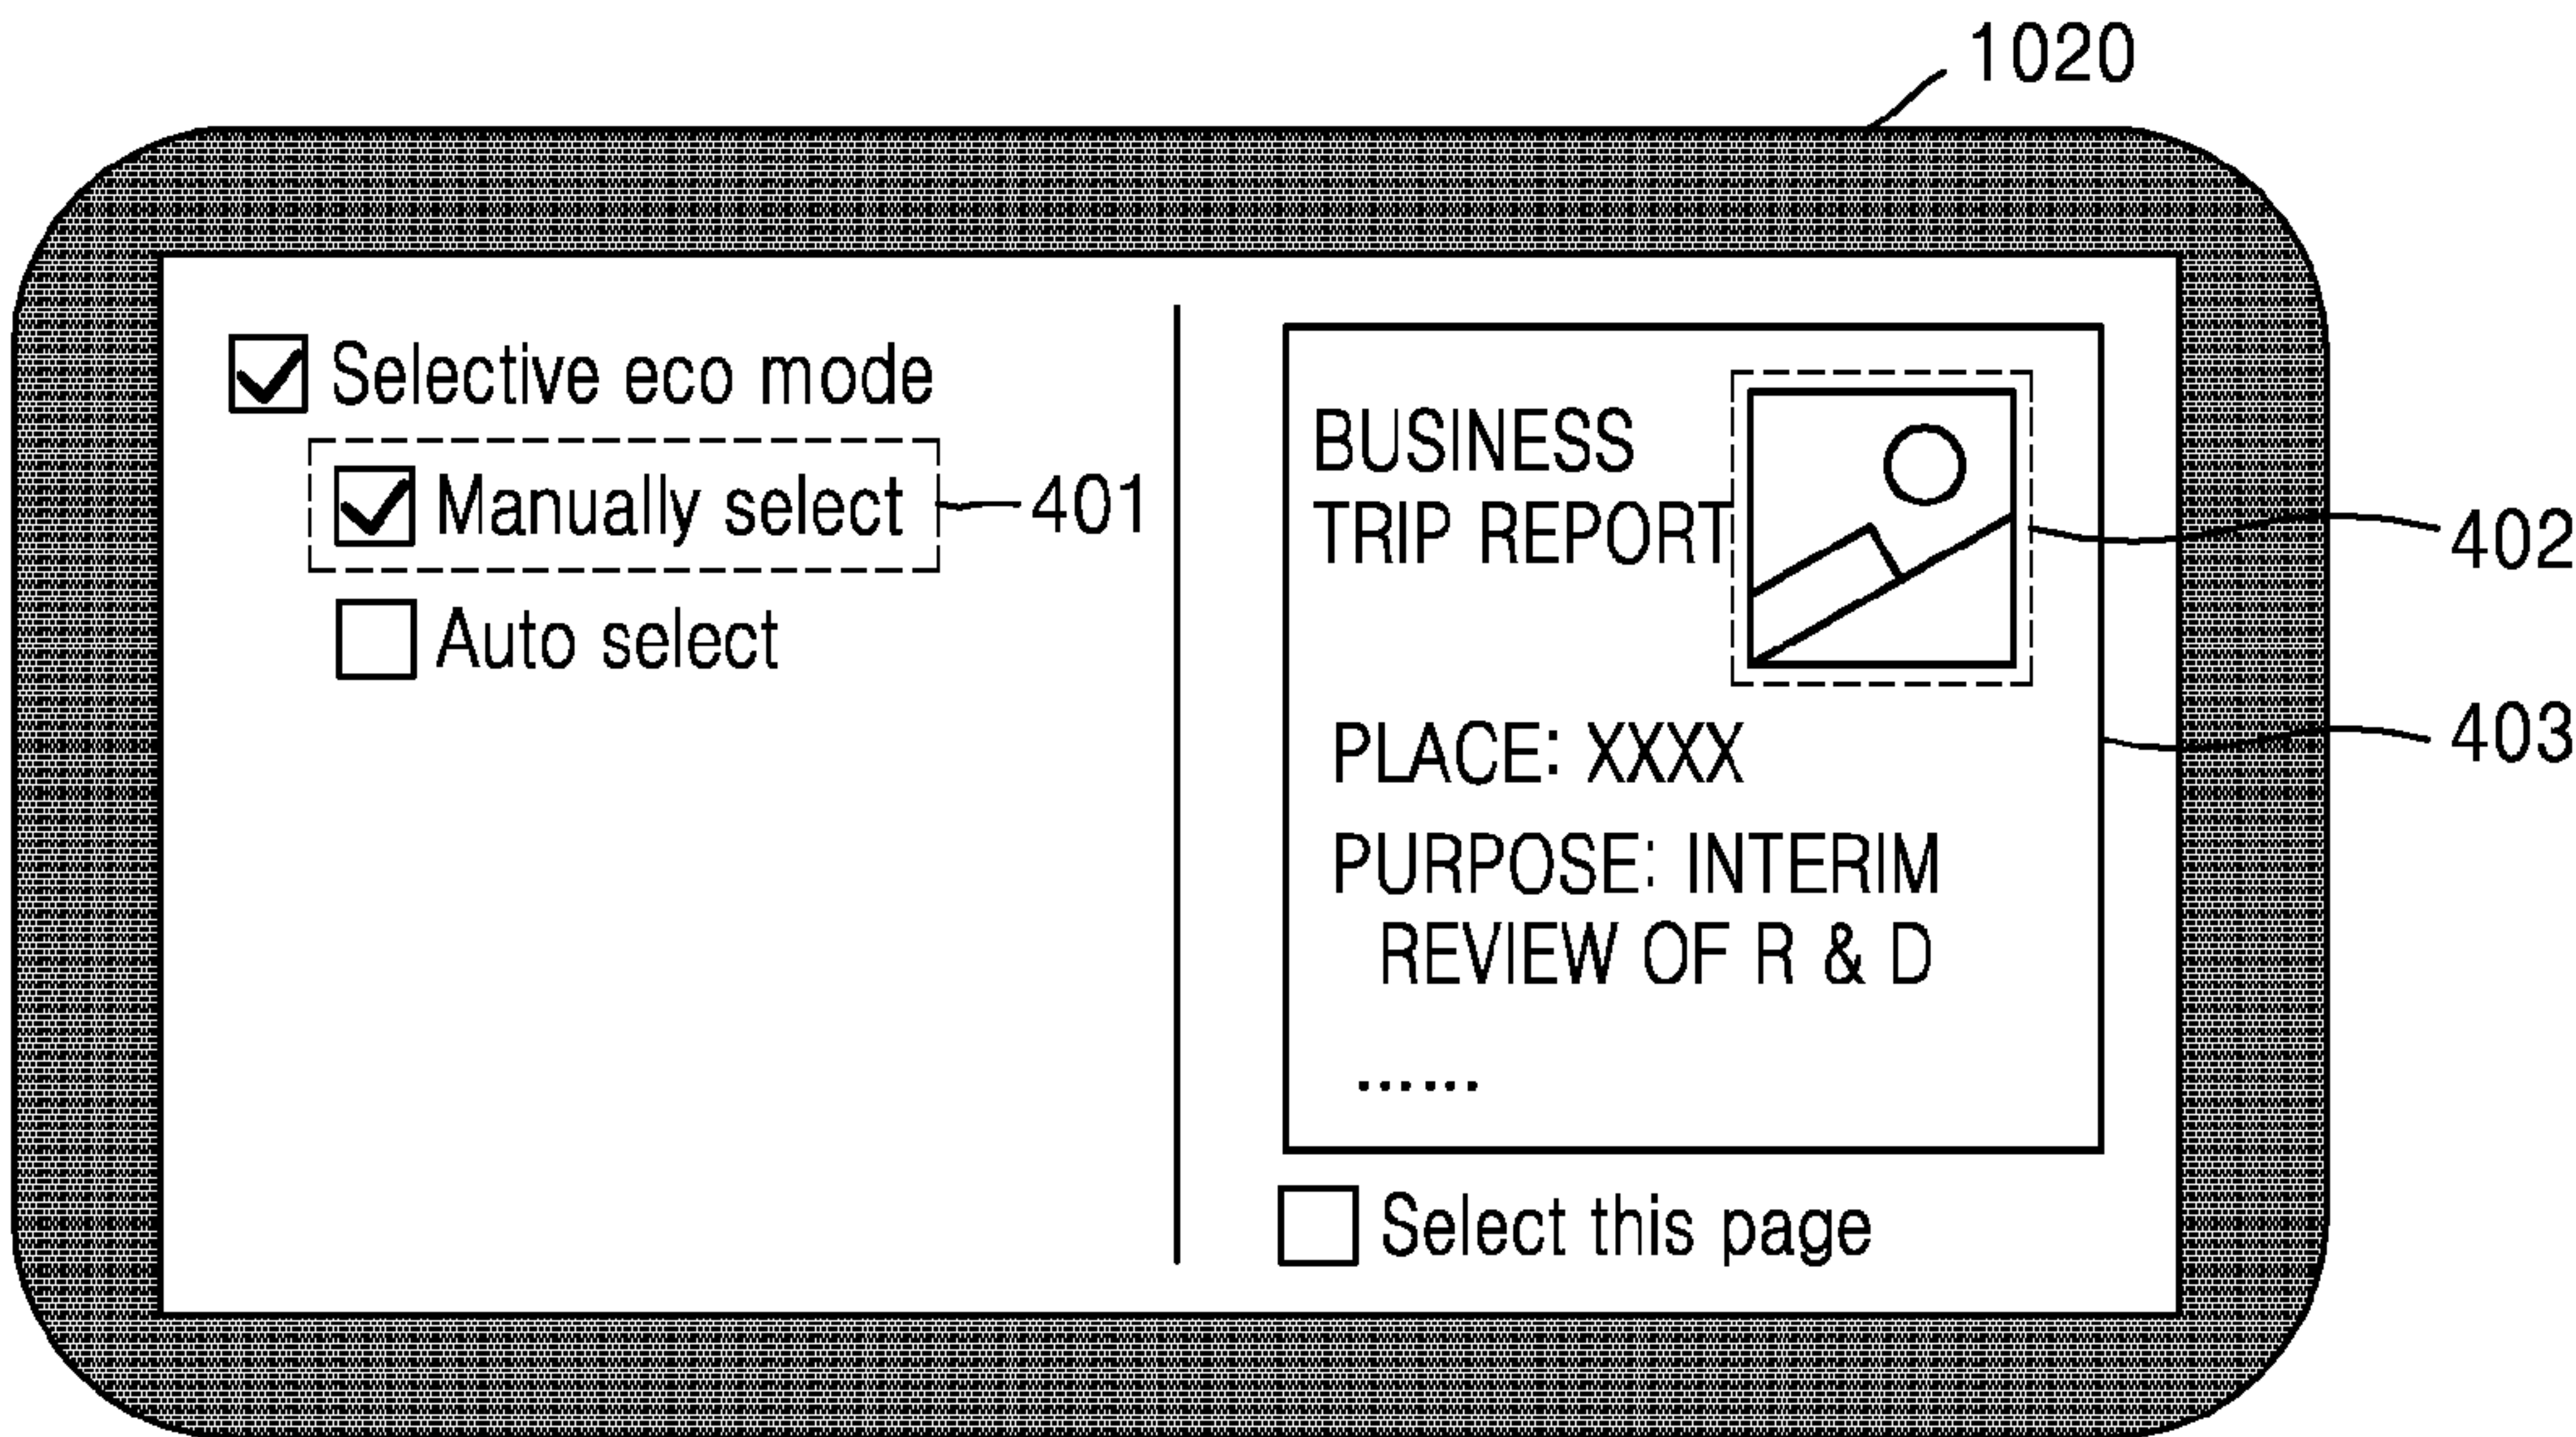 1020
Selective eco mode
Manually select
401
Auto select
BUSINESS
TRIP REPORT
402
403
PLACE: XXXX
PURPOSE: INTERIM
REVIEW OF R & D
......
Select this page